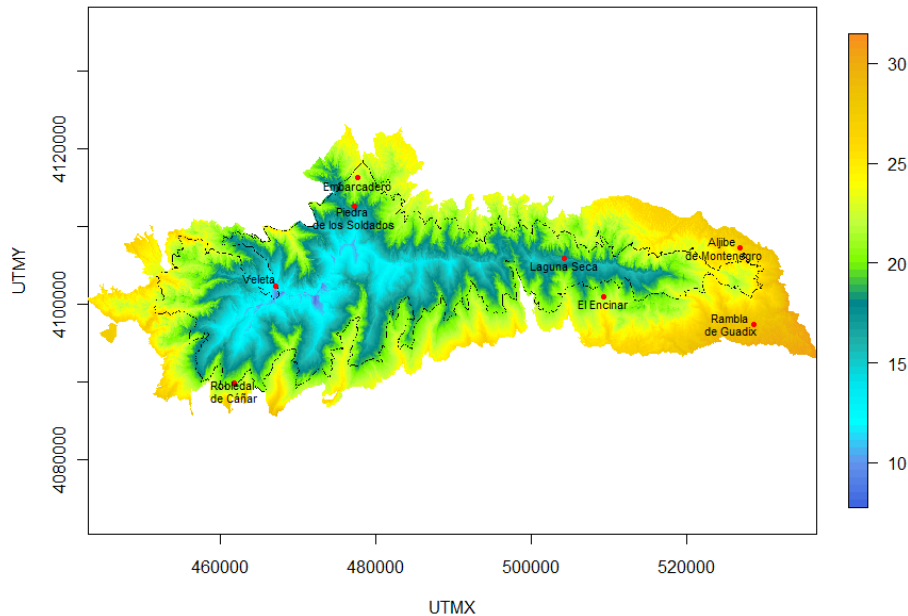 UTMY
4120000
4100000
4080000
30
25
20
15
10
Embarcadero
Piedra
de los Soldados
Aljibe
de Montenegro
Laguna Seca
Veleta
El Encinar
Rambla
de Guadix
Robledal
de Cáñar
460000
480000
500000
520000
UTMX